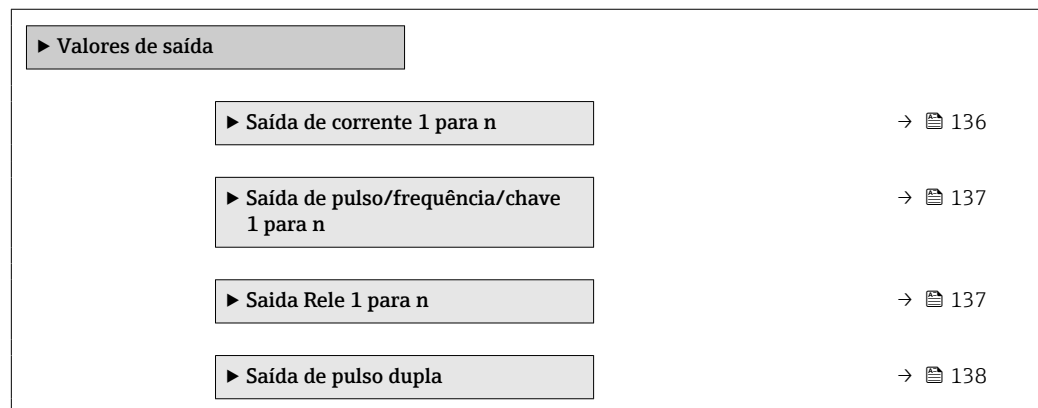 ▶ Valores de saída
▶ Saída de corrente 1 para n → 136
▶ Saída de pulso/frequência/chave → 137
1 para n
▶ Saida Rele 1 para n → 137
▶ Saída de pulso dupla → 138